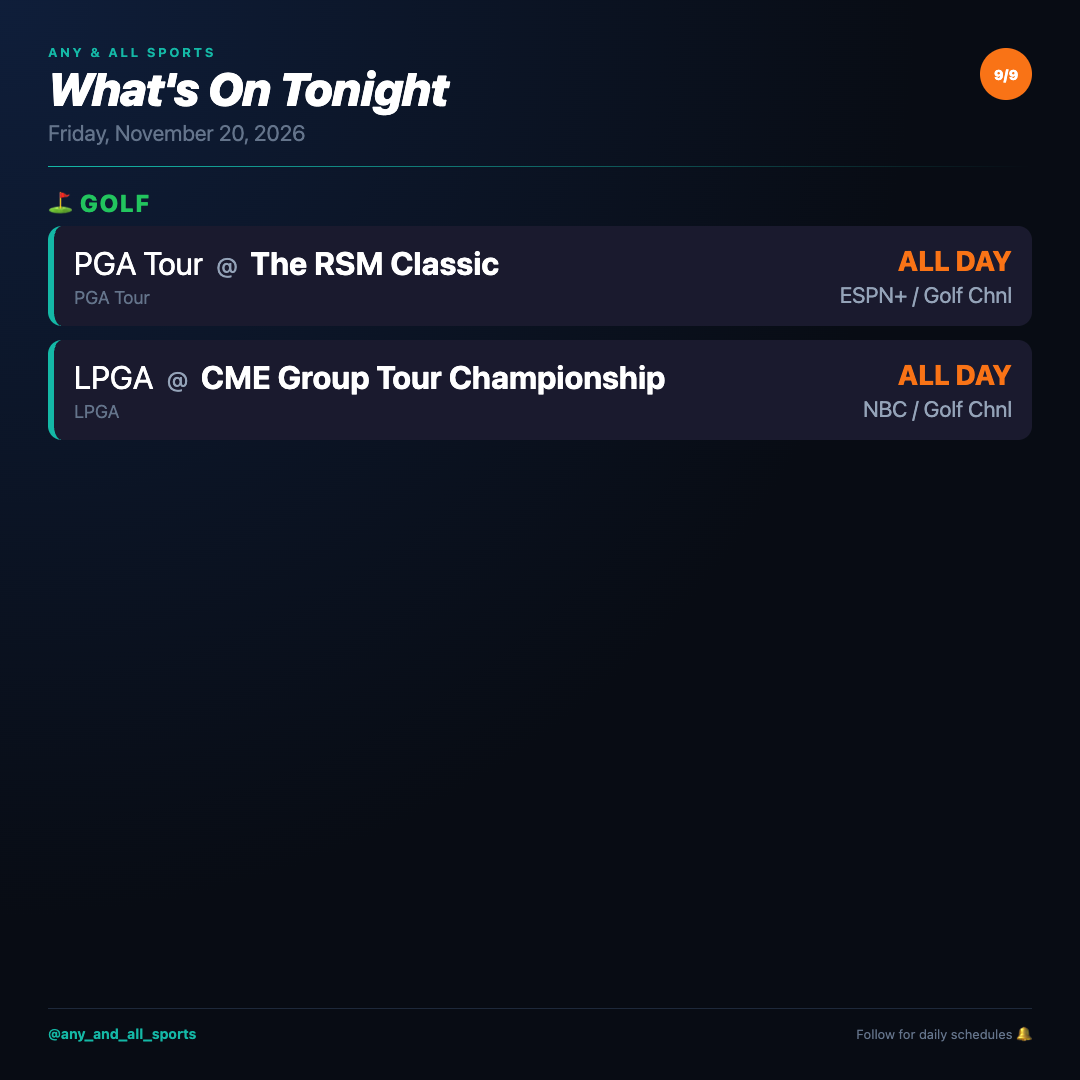 ANY & ALL SPORTS
What's On Tonight
9/9
Friday, November 20, 2026
GOLF
PGA Tour @ The RSM Classic
ALL DAY
PGA Tour
ESPN+ / Golf Chnl
LPGA @ CME Group Tour Championship
ALL DAY
LPGA
NBC / Golf Chnl
@any_and_all_sports
Follow for daily schedules 🔔